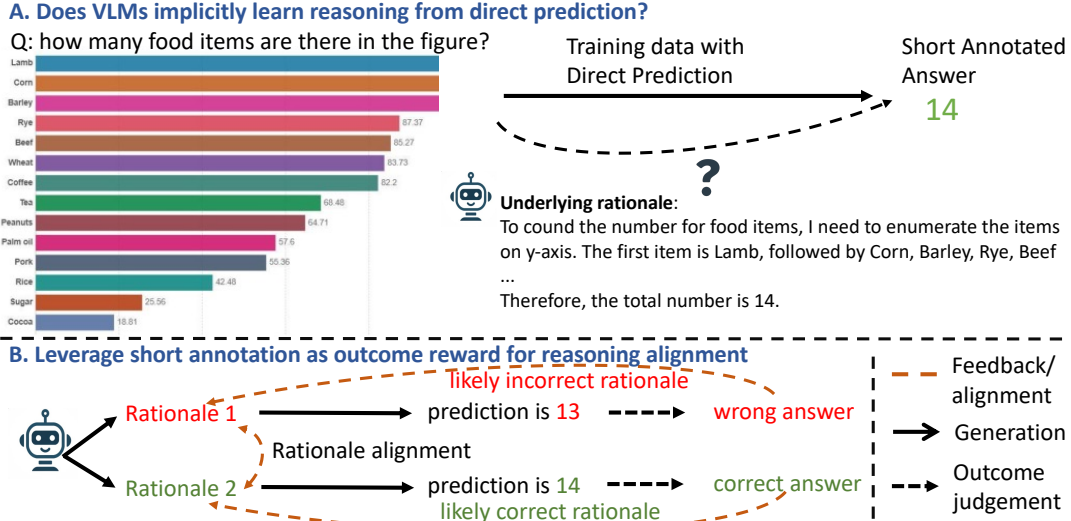 A. Does VLMs implicitly learn reasoning from direct prediction?
Q: how many food items are there in the figure?
Lamb
Corn
Barley
Rye 87.37
Beef 85.27
Wheat 83.73
Coffee 82.2
Tea 68.48
Peanuts 64.71
Palm oil 57.6
Pork 55.36
Rice 42.48
Sugar 25.56
Cocoa 18.81
Training data with
Direct Prediction
Short Annotated
Answer
14
?
Underlying rationale:
To cound the number for food items, I need to enumerate the items
on y-axis. The first item is Lamb, followed by Corn, Barley, Rye, Beef
...
Therefore, the total number is 14.
B. Leverage short annotation as outcome reward for reasoning alignment
likely incorrect rationale
Rationale 1
prediction is 13
wrong answer
Rationale alignment
Rationale 2
prediction is 14
correct answer
likely correct rationale
Feedback/
alignment
Generation
Outcome
judgement